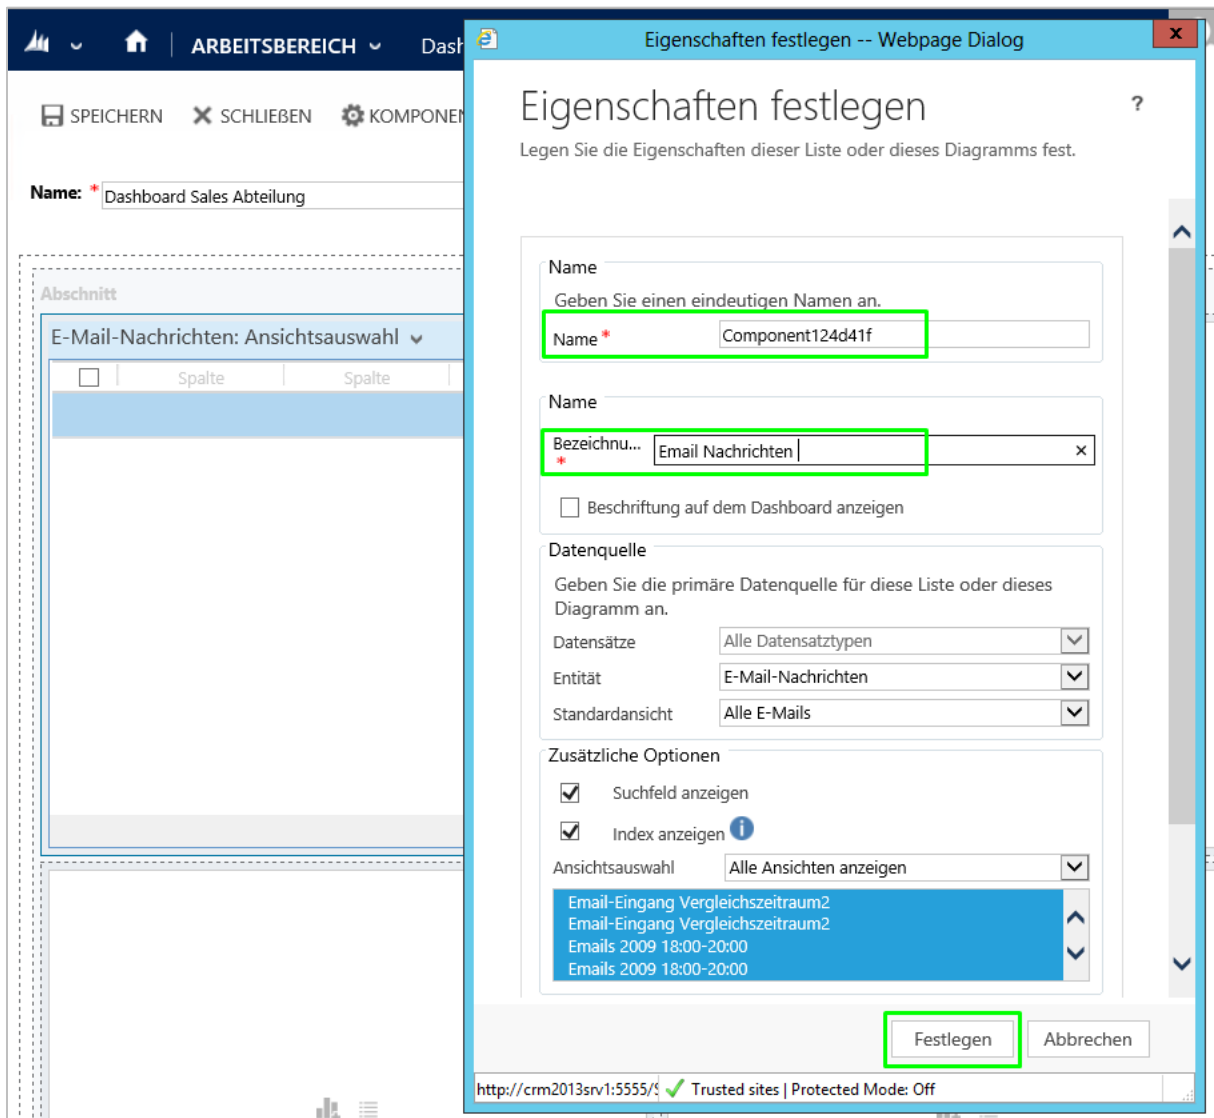 ARBEITSBEREICH
Dash
SPEICHERN
SCHLIEßEN
KOMPONEN
Name: * Dashboard Sales Abteilung
Abschnitt
E-Mail-Nachrichten: Ansichtsauswahl
Spalte Spalte
Eigenschaften festlegen -- Webpage Dialog
x
Eigenschaften festlegen
?
Legen Sie die Eigenschaften dieser Liste oder dieses Diagramms fest.
Name
Geben Sie einen eindeutigen Namen an.
Name * Component124d41f
Name
Bezeichnu... * Email Nachrichten
Beschriftung auf dem Dashboard anzeigen
Datenquelle
Geben Sie die primäre Datenquelle für diese Liste oder dieses
Diagramm an.
Datensätze Alle Datensatztypen
Entität E-Mail-Nachrichten
Standardansicht Alle E-Mails
Zusätzliche Optionen
Suchfeld anzeigen
Index anzeigen
Ansichtsauswahl Alle Ansichten anzeigen
Email-Eingang Vergleichszeitraum2
Email-Eingang Vergleichszeitraum2
Emails 2009 18:00-20:00
Emails 2009 18:00-20:00
Festlegen Abbrechen
http://crm2013srv1:5555/S Trusted sites | Protected Mode: Off